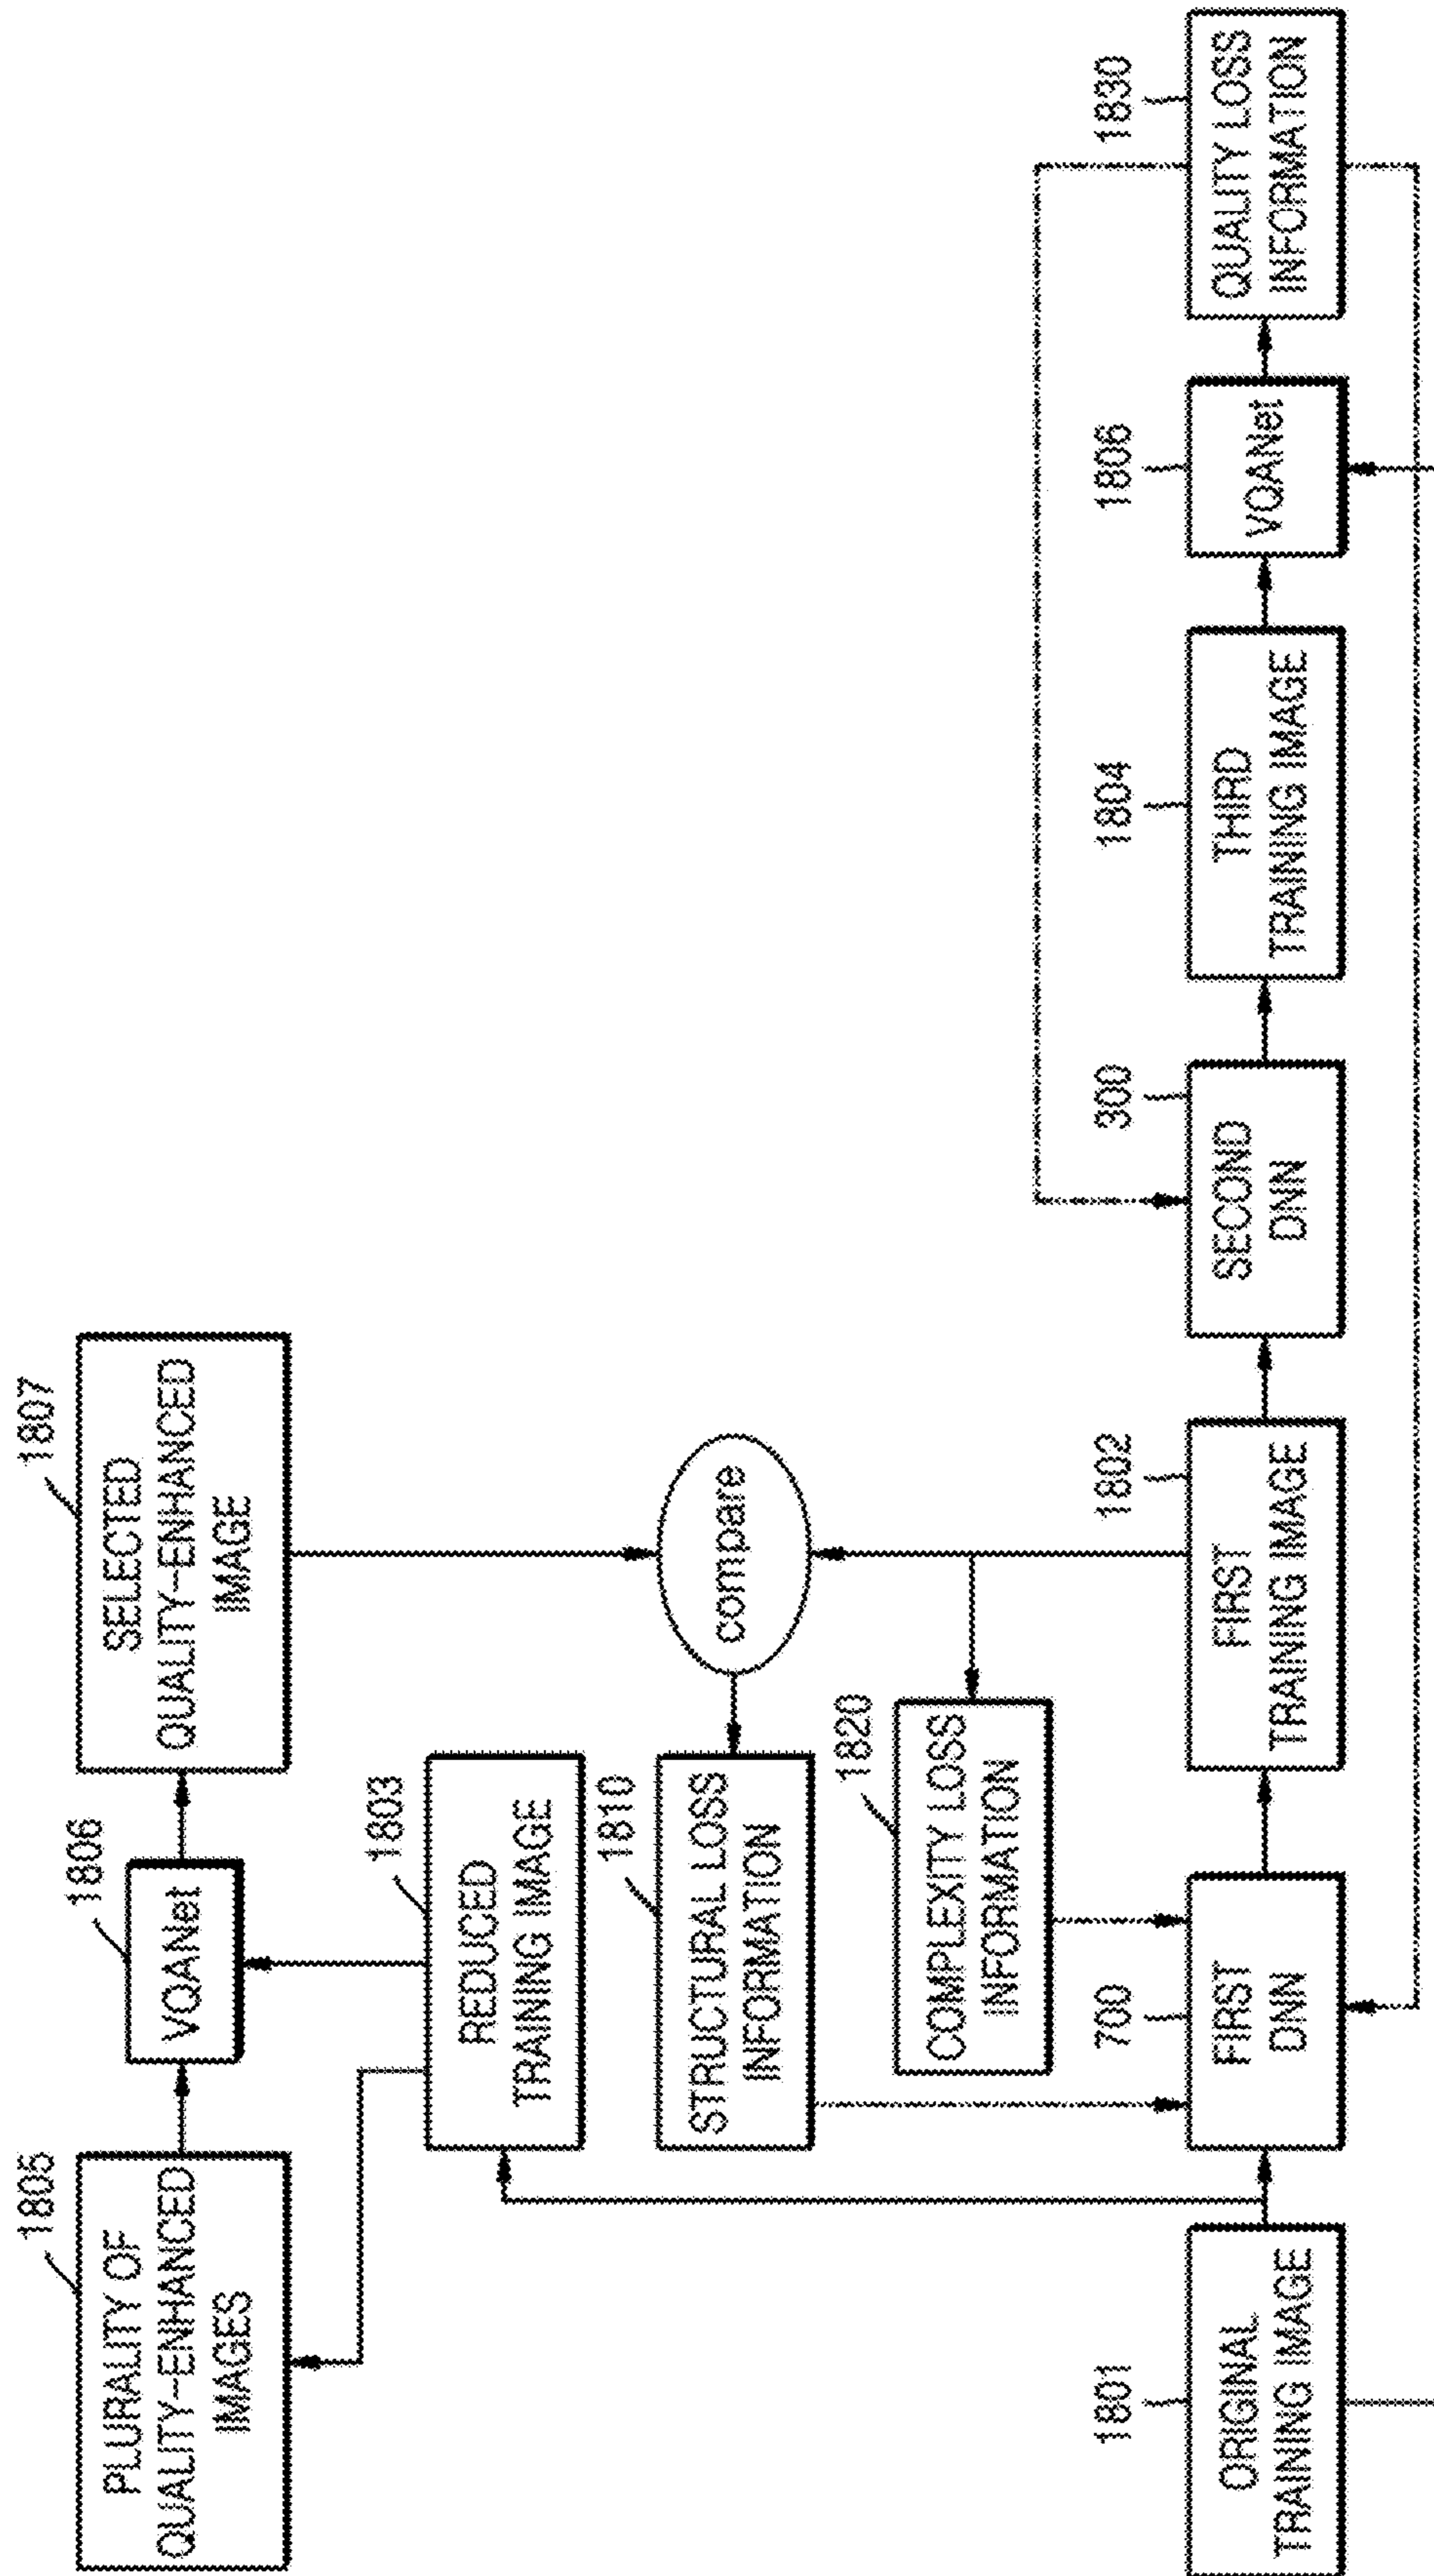 1805
PLURALITY OF
QUALITY-ENHANCED
IMAGES
1806
VQANet
1807
SELECTED
QUALITY-ENHANCED
IMAGE
1803
REDUCED
TRAINING IMAGE
1810
STRUCTURAL LOSS
INFORMATION
compare
1820
COMPLEXITY LOSS
INFORMATION
1801
ORIGINAL
TRAINING IMAGE
700
FIRST
DNN
1802
FIRST
TRAINING IMAGE
300
SECOND
DNN
1804
THIRD
TRAINING IMAGE
1806
VQANet
1830
QUALITY LOSS
INFORMATION